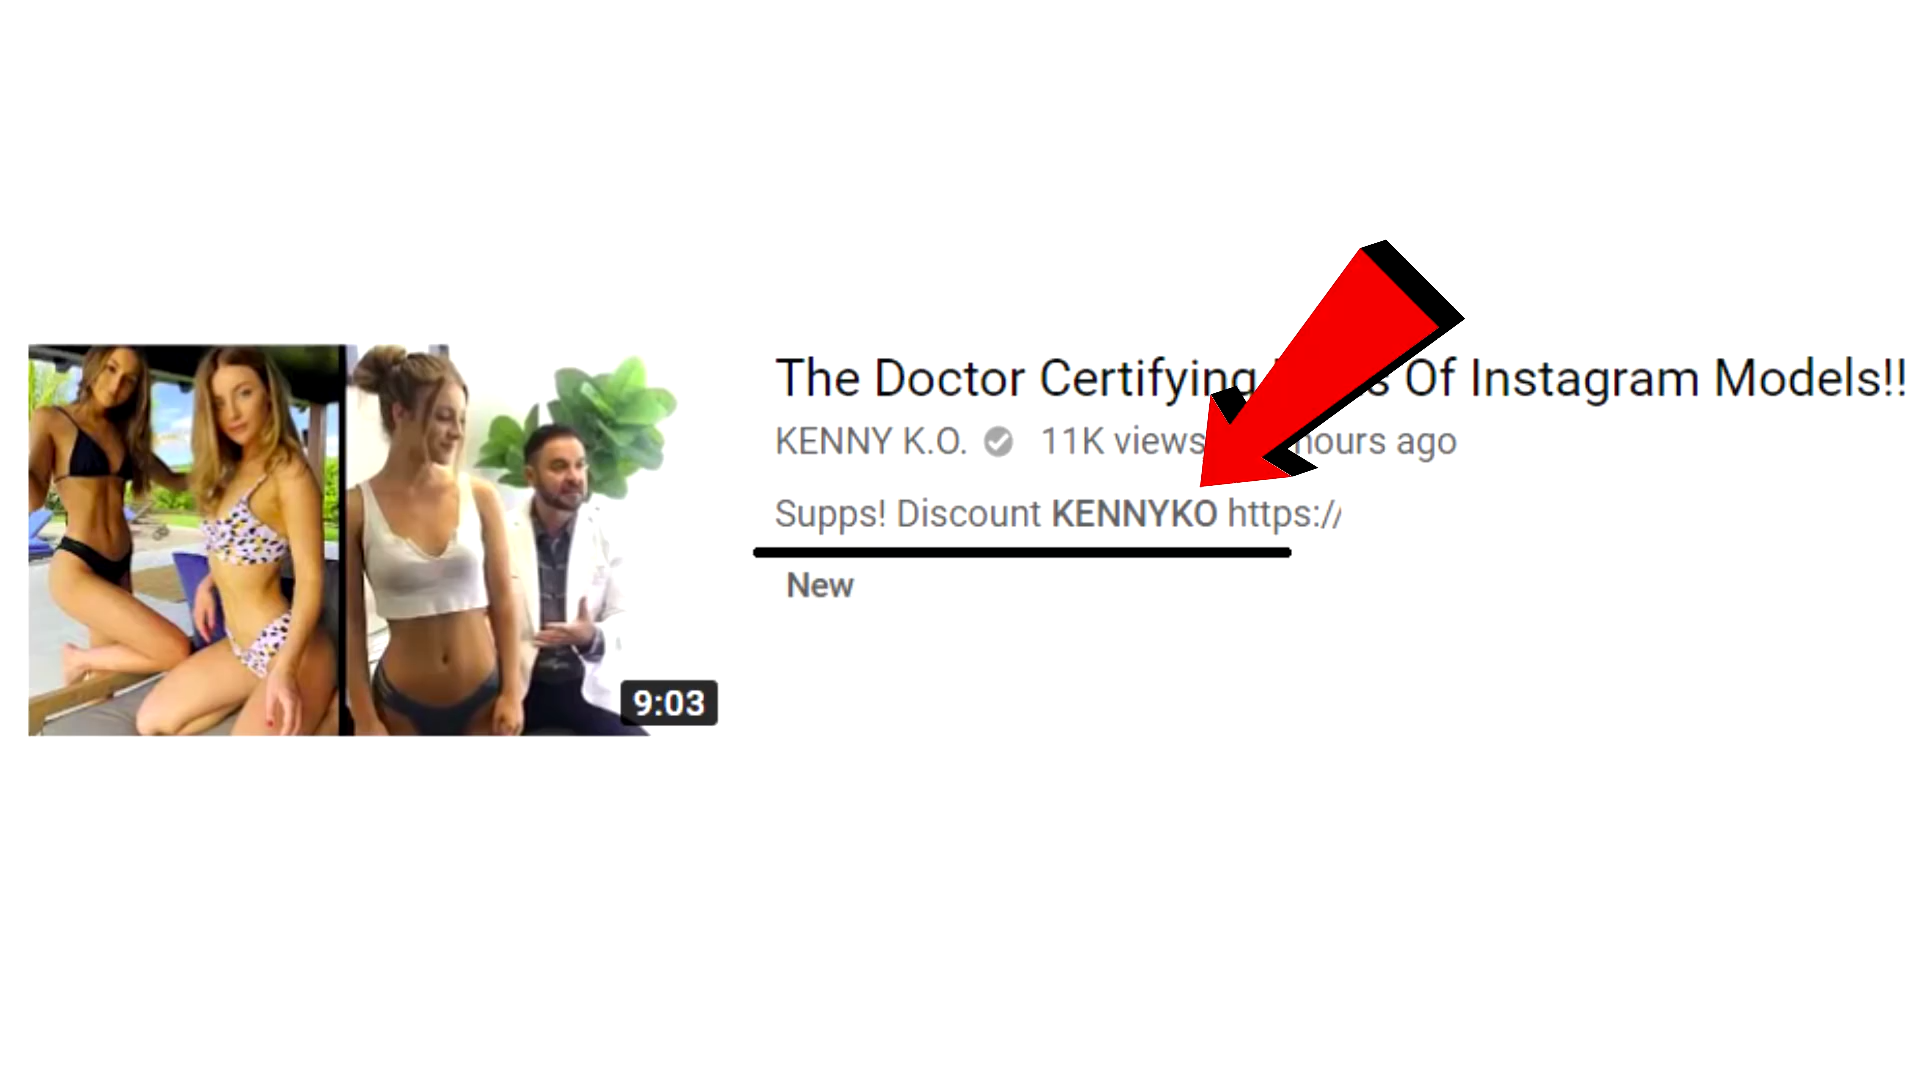 The Doctor Certifying Of Instagram Models!!
KENNY K.O. 11K views hours ago
Supps! Discount KENNYKO https://
New
9:03